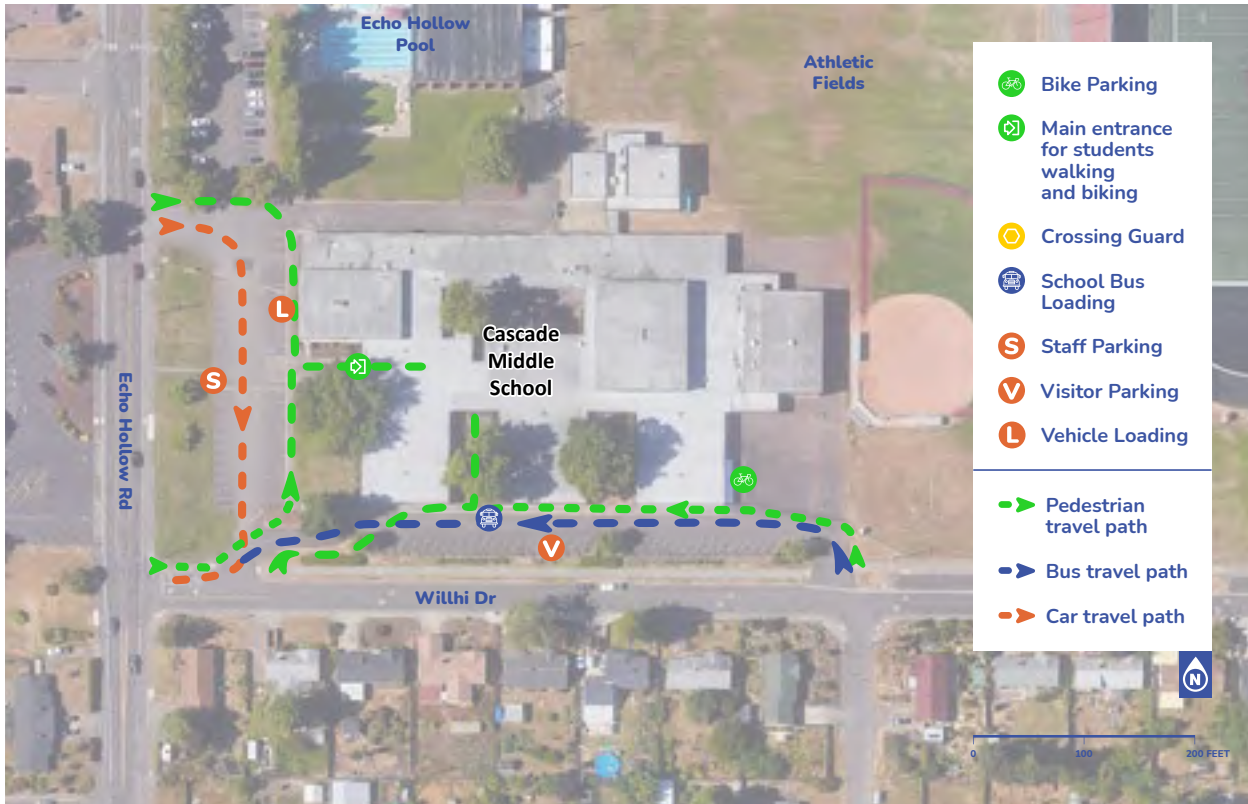 Echo Hollow
Pool
Athletic
Fields
Bike Parking
Main entrance
for students
walking
and biking
Crossing Guard
School Bus
Loading
S
Staff Parking
V
Visitor Parking
L
Vehicle Loading
Pedestrian
travel path
Bus travel path
Car travel path
L
S
Cascade
Middle
School
Echo Hollow Rd
V
Willhi Dr
N
0 100 200 FEET